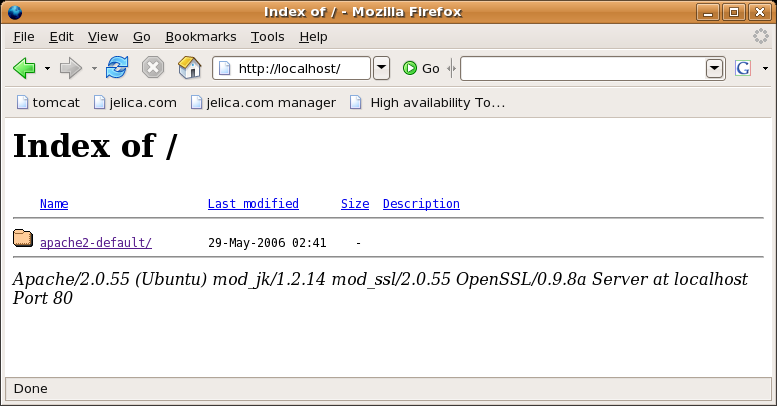 Index of / - Mozilla Firefox
File Edit View Go Bookmarks Tools Help
http://localhost/ Go G
tomcat jelica.com jelica.com manager High availability To...
Index of /
Name Last modified Size Description
apache2-default/ 29-May-2006 02:41 -
Apache/2.0.55 (Ubuntu) mod_jk/1.2.14 mod_ssl/2.0.55 OpenSSL/0.9.8a Server at localhost
Port 80
Done